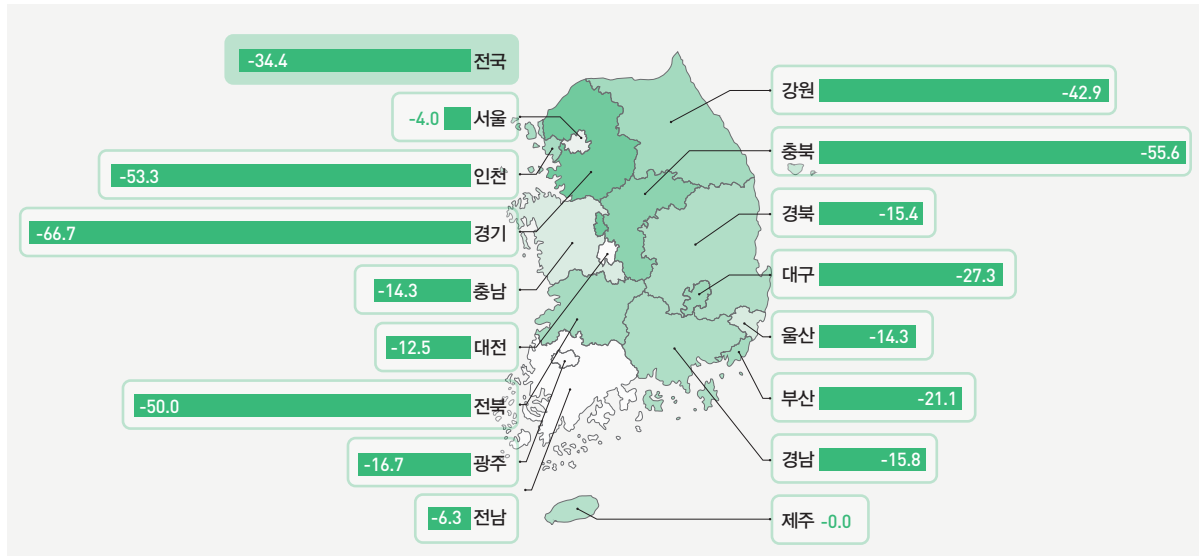 -34.4 전국
-4.0 서울
-53.3 인천
-66.7 경기
-14.3 충남
-12.5 대전
-50.0 전북
-16.7 광주
-6.3 전남
강원 -42.9
충북 -55.6
경북 -15.4
대구 -27.3
울산 -14.3
부산 -21.1
경남 -15.8
제주 -0.0